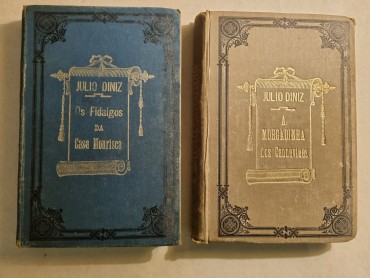 JULIO DINIZ
Os Fidalgos
DA
Casa Mourisca
JULIO DINIZ
A
MORGADINHA
dos Cannaviaes